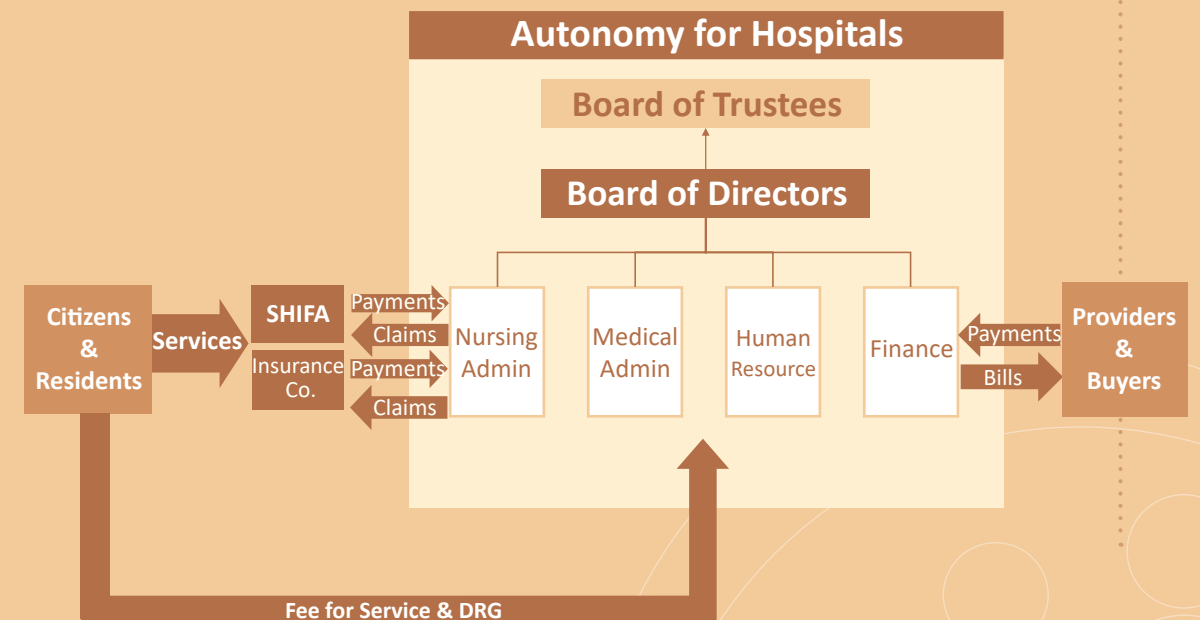 Autonomy for Hospitals
Board of Trustees
Board of Directors
Citizens
&
Residents
Services
SHIFA
Insurance
Co.
Payments
Claims
Payments
Claims
Nursing
Admin
Medical
Admin
Human
Resource
Finance
Payments
Bills
Providers
&
Buyers
Fee for Service & DRG